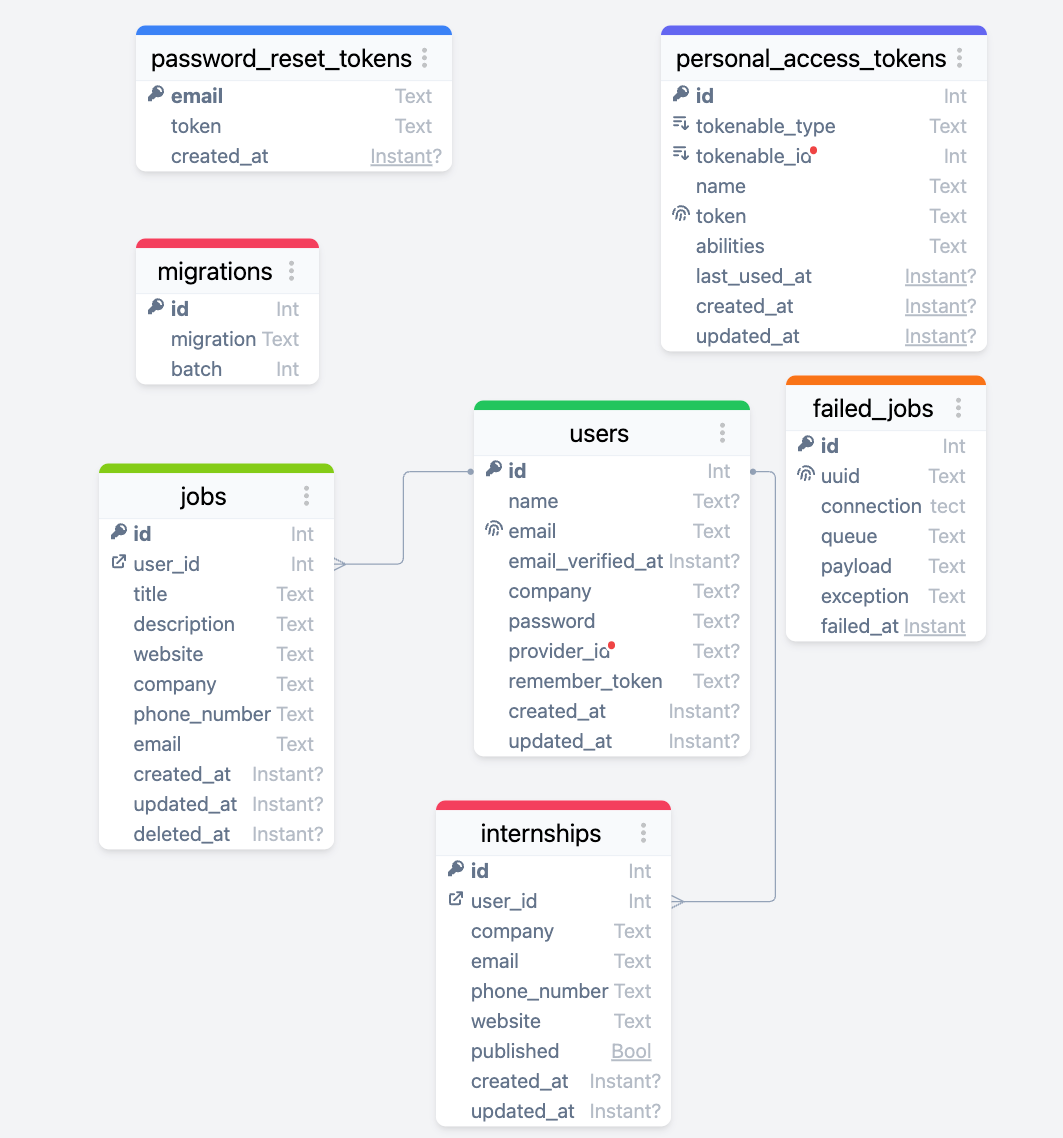 password_reset_tokens
email Text
token Text
created_at Instant?
personal_access_tokens
id Int
tokenable_type Text
tokenable_id Int
name Text
token Text
abilities Text
last_used_at Instant?
created_at Instant?
updated_at Instant?
migrations
id Int
migration Text
batch Int
users
id Int
name Text?
email Text
email_verified_at Instant?
company Text?
password Text?
provider_id Text?
remember_token Text?
created_at Instant?
updated_at Instant?
failed_jobs
id Int
uuid Text
connection tect
queue Text
payload Text
exception Text
failed_at Instant
jobs
id Int
user_id Int
title Text
description Text
website Text
company Text
phone_number Text
email Text
created_at Instant?
updated_at Instant?
deleted_at Instant?
internships
id Int
user_id Int
company Text
email Text
phone_number Text
website Text
published Bool
created_at Instant?
updated_at Instant?